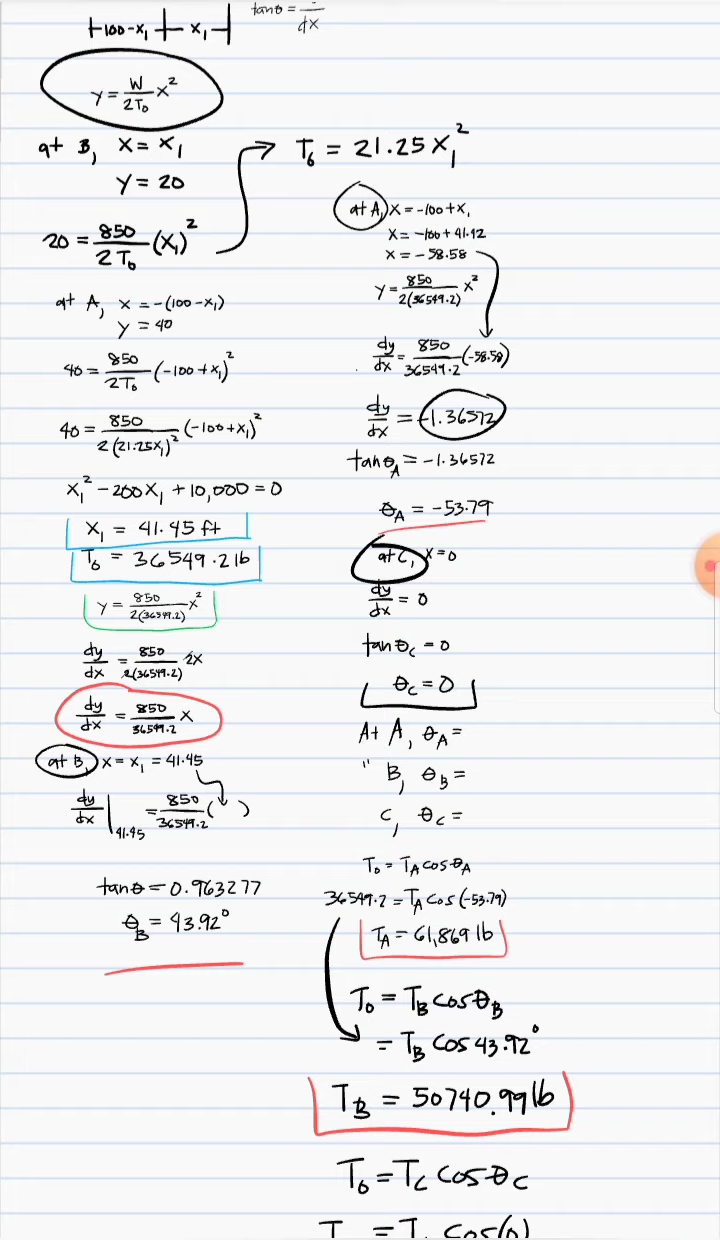 100-x₁ x₁
y = W/2T₀ x²
at B, x = x₁
y = 20
20 = 850/2T₀ (x₁)²
at A, x = -(100-x₁)
y = 40
40 = 850/2T₀ (-100+x₁)²
40 = 850/2(21.25x₁)² (-100+x₁)²
x₁² - 200x₁ + 10,000 = 0
x₁ = 41.45 ft
T₀ = 36549.2 lb
y = 850/2(36549.2) x²
dy/dx = 850/2(36549.2) 2x
dy/dx = 850/36549.2 x
at B, x = x₁ = 41.45
dy/dx |41.45 = 850/36549.2 ( )
tanθ = 0.963277
θB = 43.92°
tanθ = /dx
T₀ = 21.25 x₁²
at A, x = -100+x₁
x = -100+41.42
x = -58.58
y = 850/2(36549.2) x²
dy/dx = 850/36549.2 (-58.58)
dy/dx = -1.36572
tanθA = -1.36572
θA = -53.79
at C, x=0
dy/dx = 0
tanθC = 0
θC = 0
At A, θA =
" B, θB =
C, θC =
T₀ = TA cosθA
36549.2 = TA cos(-53.79)
TA = 61,869 lb
T₀ = TB cosθB
= TB cos 43.92°
TB = 50740.99 lb
T₀ = TC cosθC
= T cos(0)